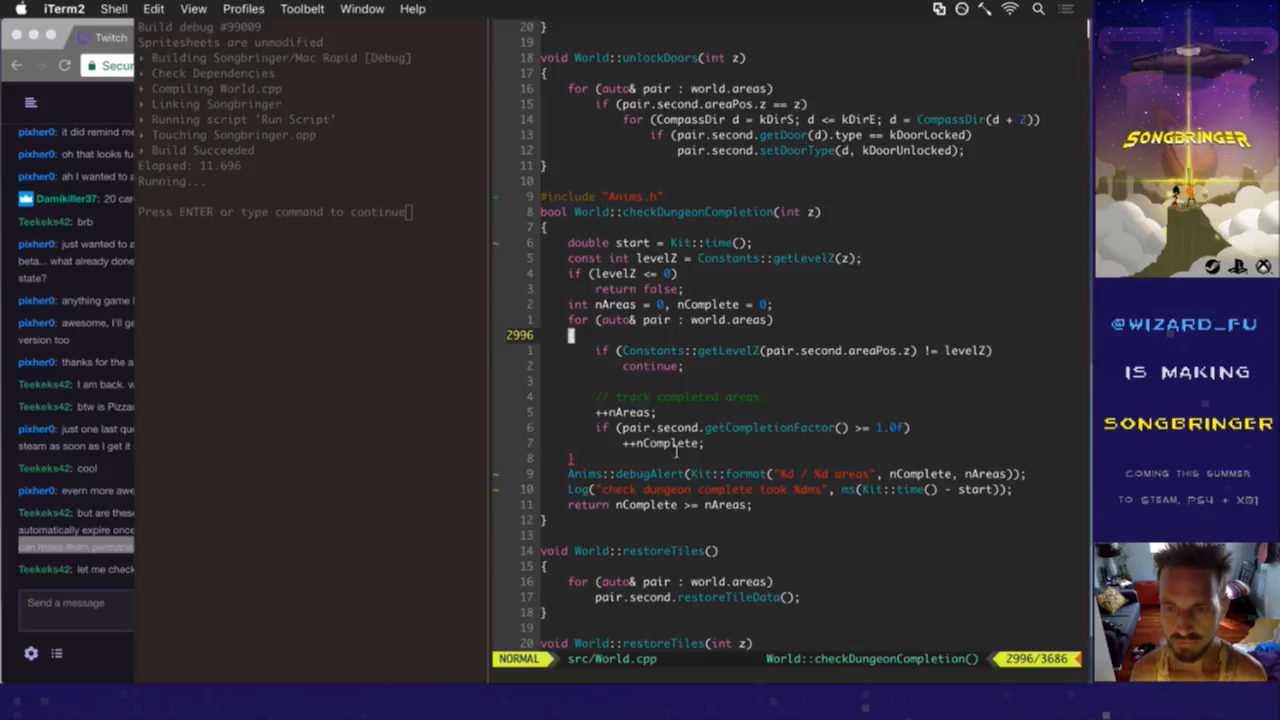 iTerm2 Shell Edit View Profiles Toolbelt Window Help
Twitch
Secur
pixher0: it did remind me
pixher0: oh that looks fu
pixher0: ah I wanted to a
Damikiller37: 20 car
Teekeks42: brb
pixher0: just wanted to a
beta... what already done
state?
pixher0: anything game l
pixher0: awesome, I'll ge
version too
pixher0: thanks for the a
Teekeks42: I am back. w
Teekeks42: btw is Pizzar
pixher0: just one last qu
steam as soon as I get it
Teekeks42: cool
pixher0: evern more awe
Teekeks42: but are these
automatically expire once
can make them permane
Teekeks42: let me check
Send a message
Build debug #99009
Spritesheets are unmodified
Building Songbringer/Mac Rapid [Debug]
Check Dependencies
Compiling World.cpp
Linking Songbringer
Running script 'Run Script'
Touching Songbringer.app
Build Succeeded
Elapsed: 11.696
Running...
Press ENTER or type command to continue
20 }
19
18 void World::unlockDoors(int z)
17 {
16 for (auto& pair : world.areas)
15 if (pair.second.areaPos.z == z)
14 for (CompassDir d = kDirS; d <= kDirE; d = CompassDir(d + 2))
13 if (pair.second.getDoor(d).type == kDoorLocked)
12 pair.second.setDoorType(d, kDoorUnlocked);
11 }
10
+ 9 #include "Anims.h"
8 bool World::checkDungeonCompletion(int z)
7 {
~ 6 double start = Kit::time();
5 const int levelZ = Constants::getLevelZ(z);
4 if (levelZ <= 0)
3 return false;
2 int nAreas = 0, nComplete = 0;
1 for (auto& pair : world.areas)
2996 {
1 if (Constants::getLevelZ(pair.second.areaPos.z) != levelZ)
2 continue;
3
4 // track completed areas
5 ++nAreas;
6 if (pair.second.getCompletionFactor() >= 1.0f)
7 ++nComplete;
8 }
~ 9 Anims::debugAlert(Kit::format("%d / %d areas", nComplete, nAreas));
~ 10 Log("check dungeon complete took %dms", ms(Kit::time() - start));
11 return nComplete >= nAreas;
12 }
13
14 void World::restoreTiles()
15 {
16 for (auto& pair : world.areas)
17 pair.second.restoreTileData();
18 }
19
20 void World::restoreTiles(int z)
NORMAL src/World.cpp World::checkDungeonCompletion() 2996/3686
SONGBRINGER
@WIZARD_FU
IS MAKING
SONGBRINGER
COMING THIS SUMMER
TO STEAM, PS4 + XB1